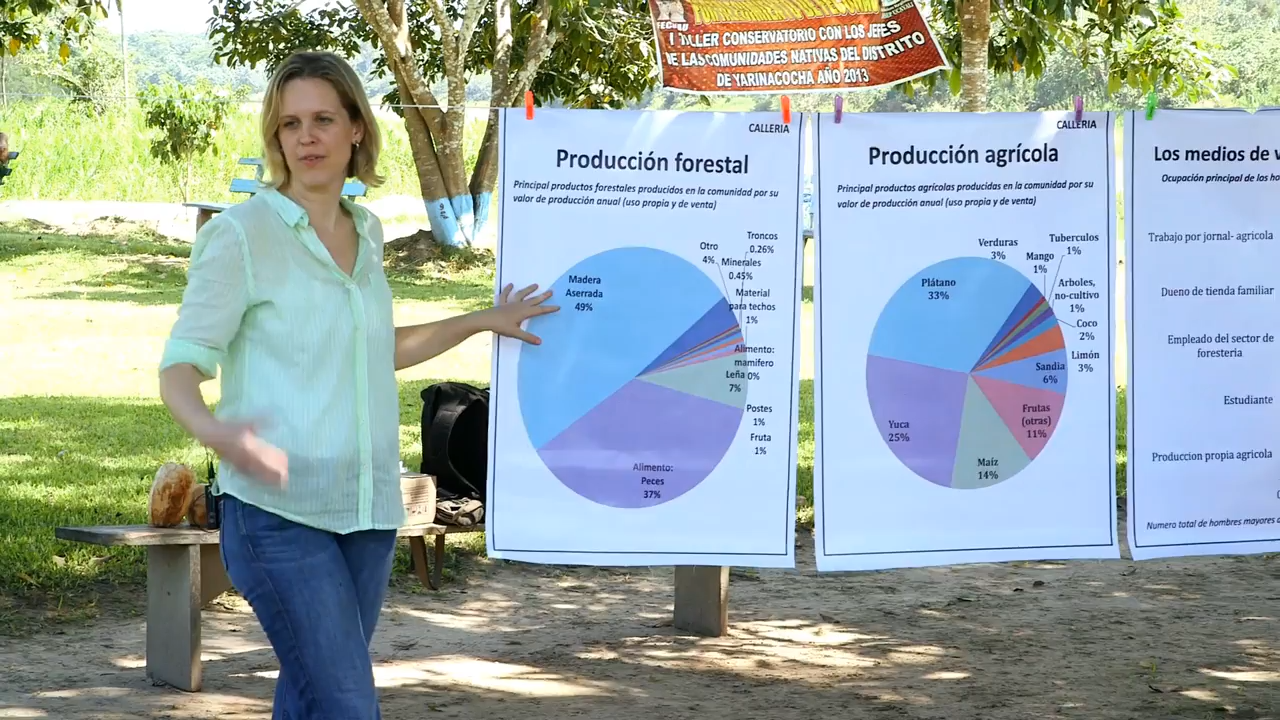 I TALLER CONSERVATORIO CON LOS JEFES
DE LAS COMUNIDADES NATIVAS DEL DISTRITO
DE YARINACOCHA AÑO 2013
CALLERIA
Producción forestal
Principal productos forestales producidos en la comunidad por su
valor de producción anual (uso propia y de venta)
Troncos
0.26%
Otro
4%
Minerales
0.45%
Madera
Aserrada
49%
Material
para techos
1%
Alimento:
mamifero
0%
Leña
7%
Postes
1%
Fruta
1%
Alimento:
Peces
37%
CALLERIA
Producción agrícola
Principal productos agrícolas producidas en la comunidad por su
valor de producción anual (uso propia y de venta)
Verduras
3%
Tuberculos
1%
Mango
1%
Plátano
33%
Arboles,
no-cultivo
1%
Coco
2%
Limón
3%
Sandia
6%
Frutas
(otras)
11%
Yuca
25%
Maíz
14%
Los medios de
Ocupación principal de los
Trabajo por jornal- agricola
Dueno de tienda familiar
Empleado del sector de
foresteria
Estudiante
Produccion propia agricola
Numero total de hombres mayores